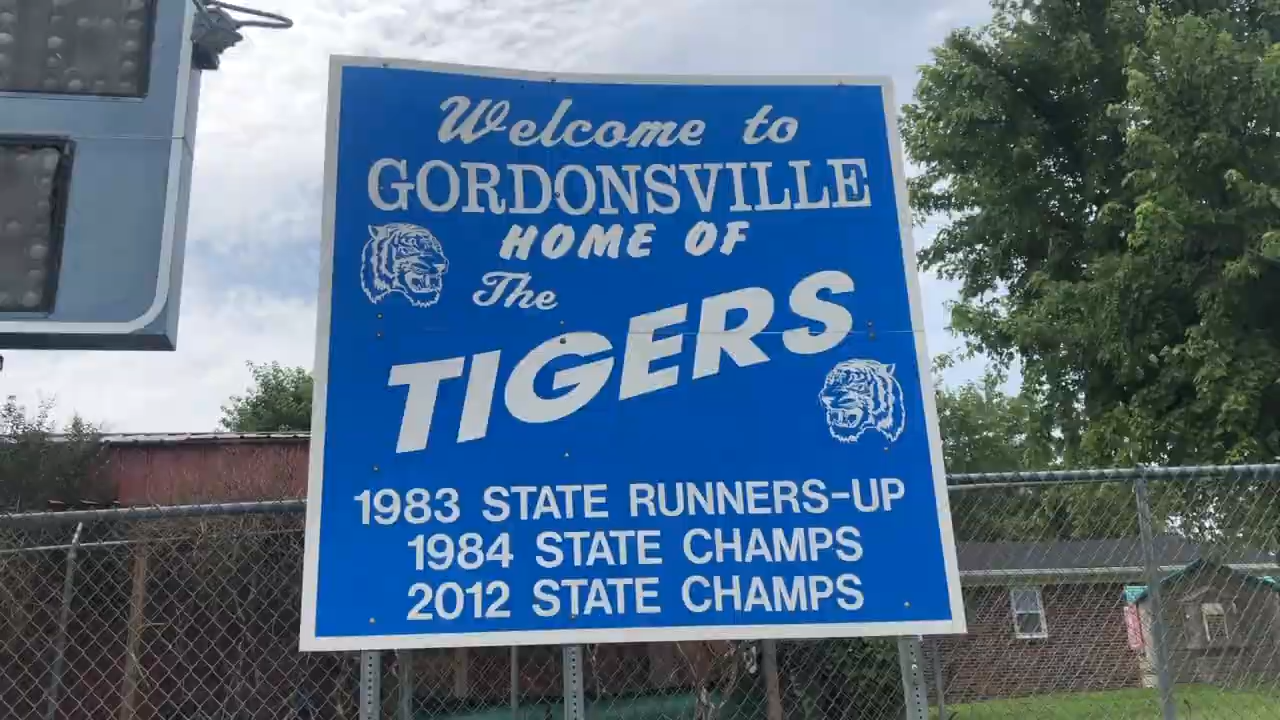 Welcome to
GORDONSVILLE
HOME OF
The
TIGERS
1983 STATE RUNNERS-UP
1984 STATE CHAMPS
2012 STATE CHAMPS